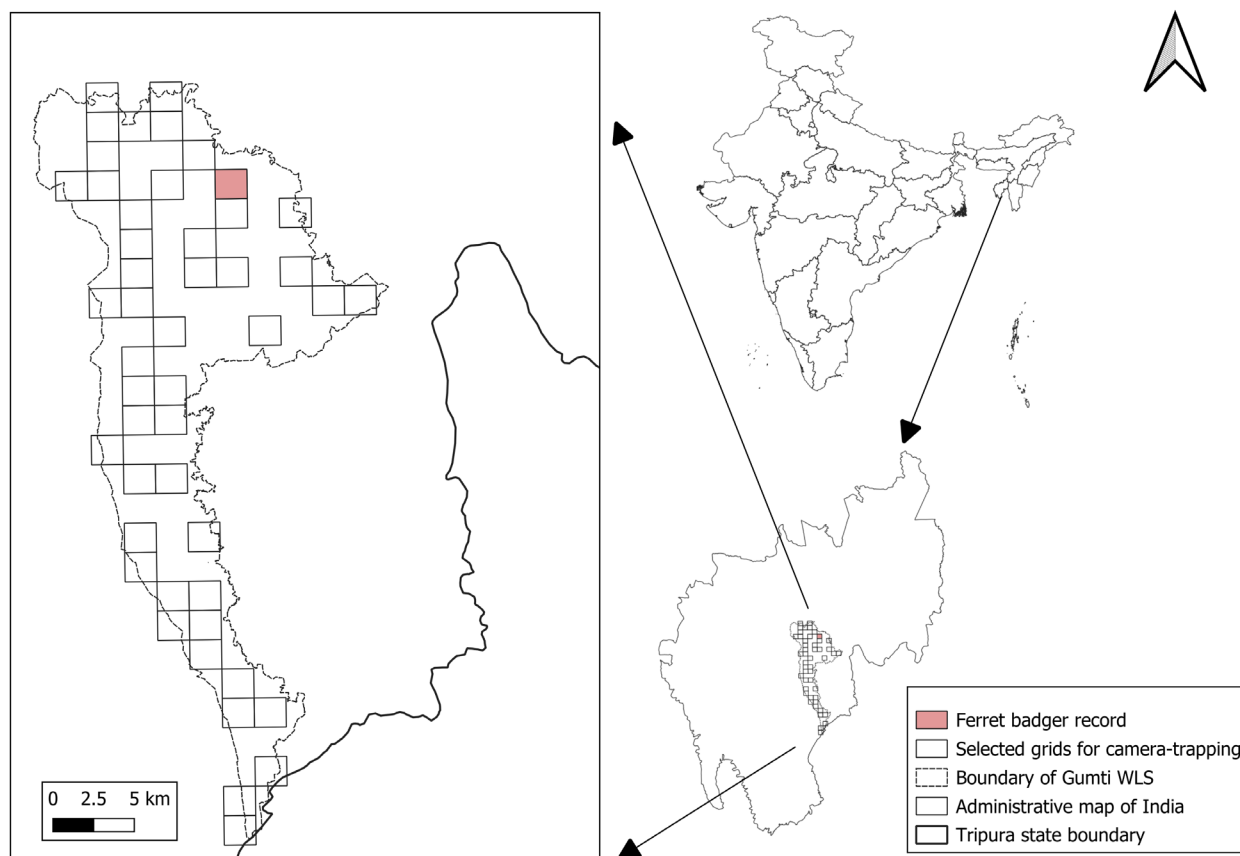 0 2.5 5 km
Ferret badger record
Selected grids for camera-trapping
Boundary of Gumti WLS
Administrative map of India
Tripura state boundary